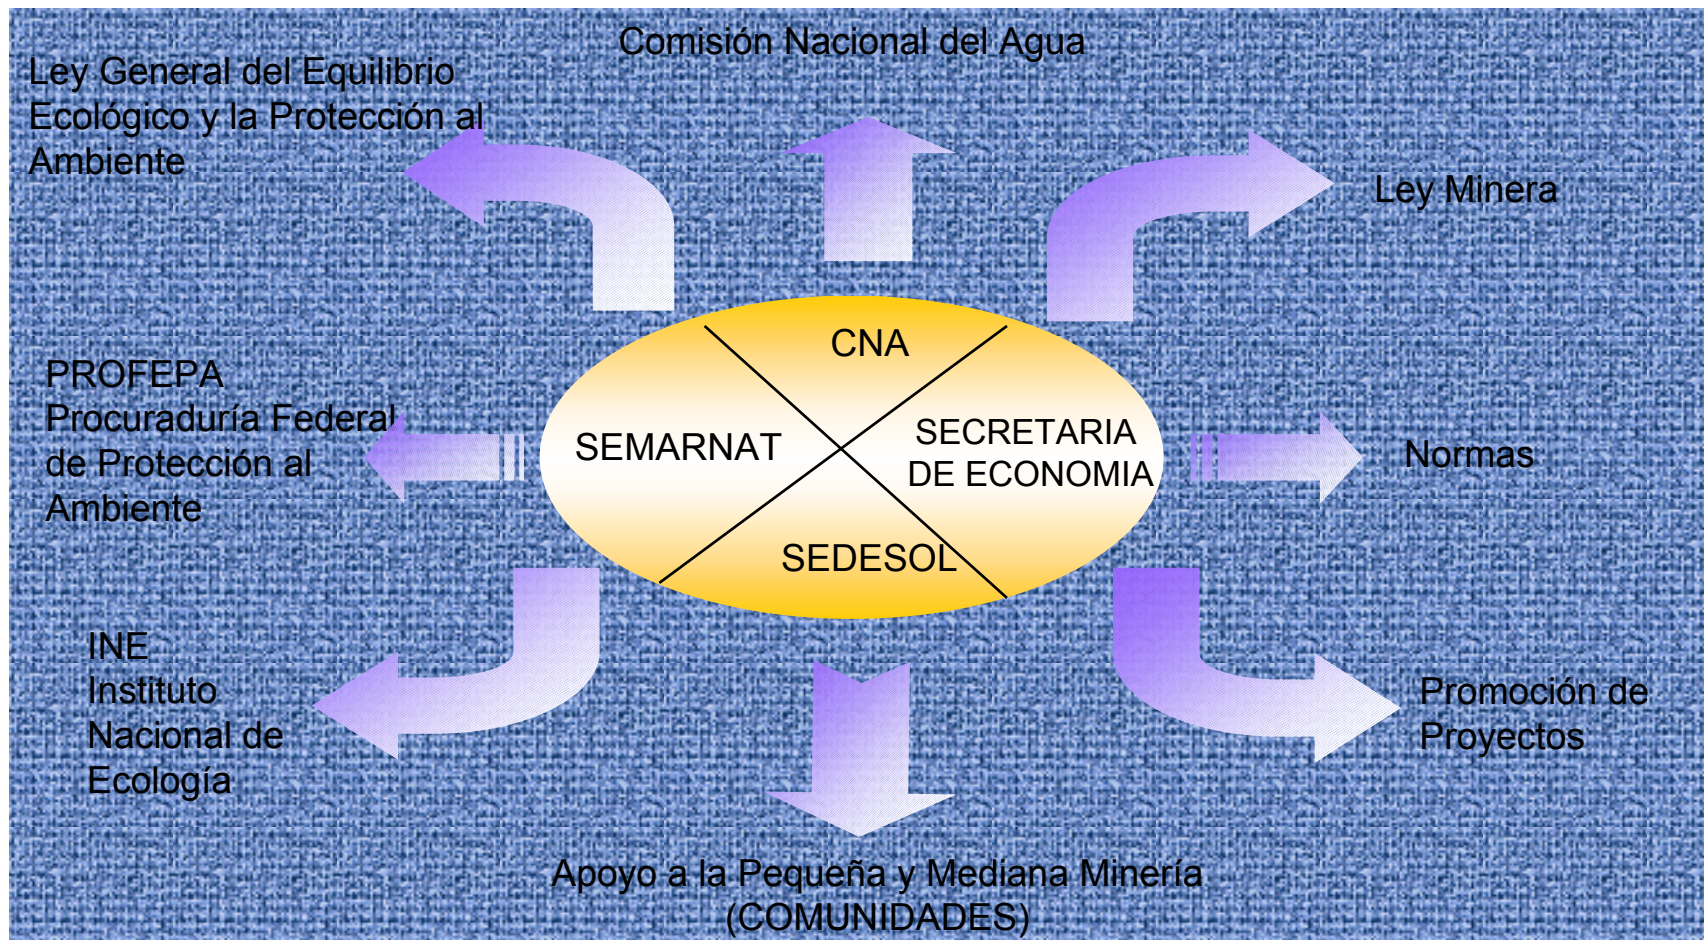 Comisión Nacional del Agua
Ley General del Equilibrio
Ecológico y la Protección al
Ambiente
Ley Minera
CNA
SEMARNAT
SECRETARIA
DE ECONOMIA
SEDESOL
PROFEPA
Procuraduría Federal
de Protección al
Ambiente
Normas
INE
Instituto
Nacional de
Ecología
Promoción de
Proyectos
Apoyo a la Pequeña y Mediana Minería
(COMUNIDADES)